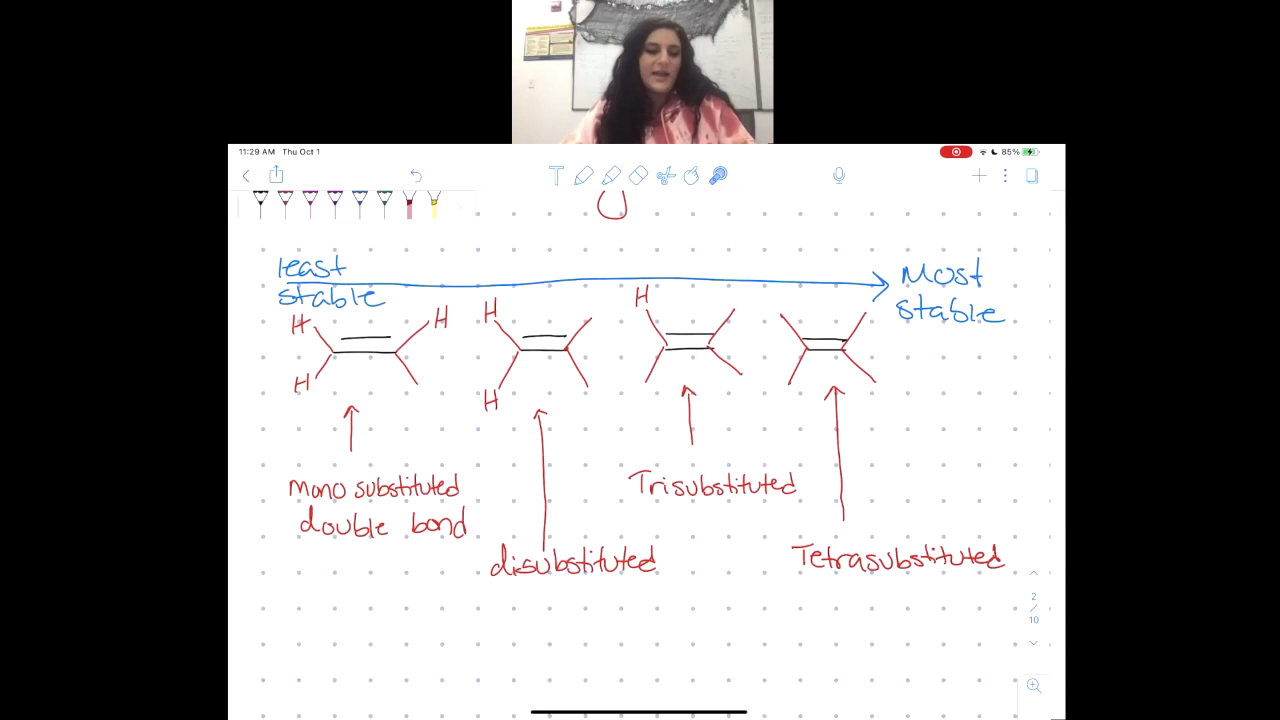 11:29 AM Thu Oct 1
85%
T
least
stable
Most
stable
H
H
H
H
H
H
Mono substituted
double bond
disubstituted
Trisubstituted
Tetrasubstituted
2
/
10